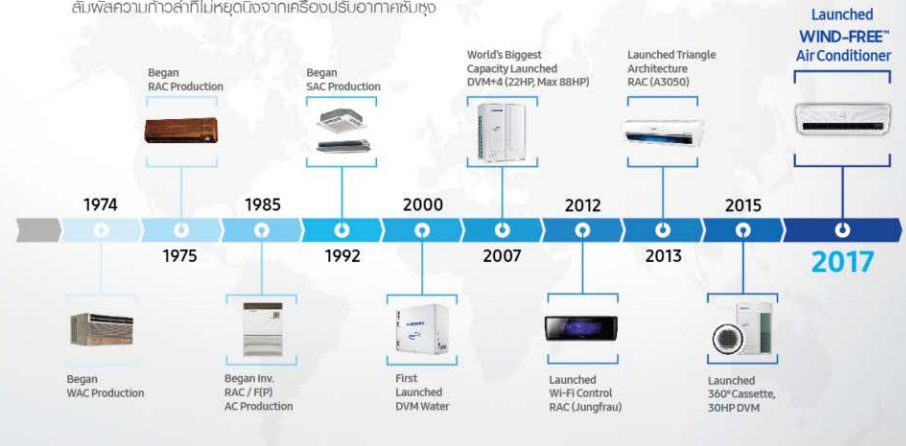 สัมผัสความก้าวล้ำที่ไม่หยุดนิ่งจากเครื่องปรับอากาศซัมซุง
Launched
WIND-FREE™
Air Conditioner
Began
RAC Production
Began
SAC Production
World's Biggest
Capacity Launched
DVM+4 (22HP, Max 88HP)
Launched Triangle
Architecture
RAC (A3050)
1974
1985
2000
2012
2015
1975
1992
2007
2013
2017
Began
WAC Production
Began Inv.
RAC / F(P)
AC Production
First
Launched
DVM Water
Launched
Wi-Fi Control
RAC (Jungfrau)
Launched
360° Cassette,
30HP DVM